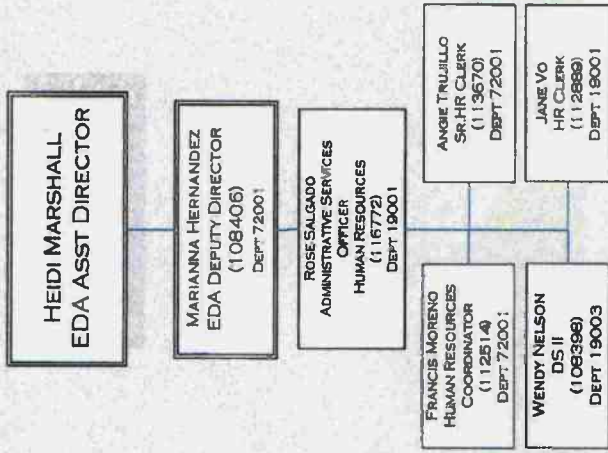 HEIDI MARSHALL
EDA ASST DIRECTOR
MARIANNA HERNANDEZ
EDA DEPUTY DIRECTOR
(108406)
DEPT 72001
ROSE SALGADO
ADMINISTRATIVE SERVICES
OFFICER
HUMAN RESOURCES
(116772)
DEPT 19001
FRANCIS MORENO
HUMAN RESOURCES
COORDINATOR
(112514)
DEPT 72001
ANGIE TRUJILLO
SR. HR CLERK
(113670)
DEPT 72001
WENDY NELSON
DS II
(108398)
DEPT 19003
JANE VO
HR CLERK
(112889)
DEPT 19001